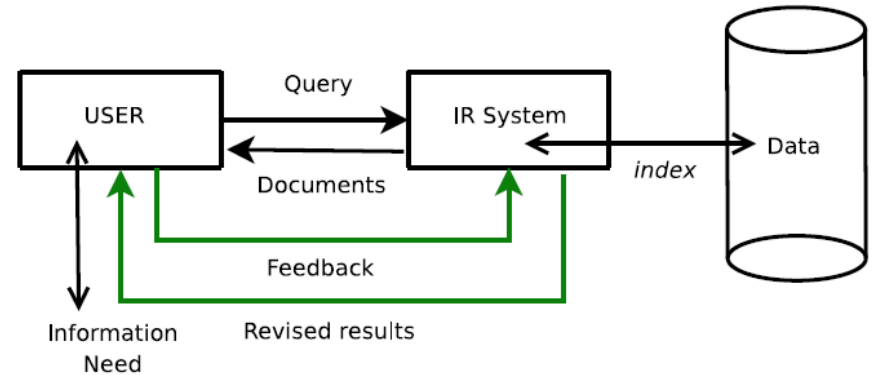 Query
USER
IR System
Data
index
Documents
Feedback
Revised results
Information
Need